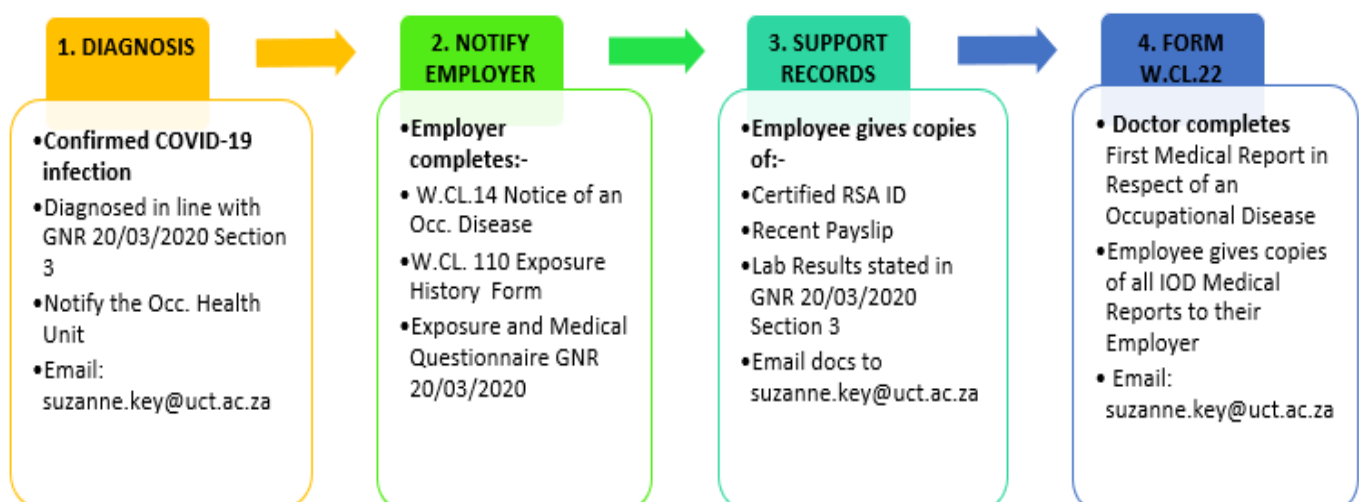 1. DIAGNOSIS
•Confirmed COVID-19
infection
•Diagnosed in line with
GNR 20/03/2020 Section
3
•Notify the Occ. Health
Unit
•Email:
suzanne.key@uct.ac.za
2. NOTIFY
EMPLOYER
•Employer
completes:-
• W.CL.14 Notice of an
Occ. Disease
•W.CL. 110 Exposure
History Form
•Exposure and Medical
Questionnaire GNR
20/03/2020
3. SUPPORT
RECORDS
•Employee gives copies
of:-
•Certified RSA ID
•Recent Payslip
•Lab Results stated in
GNR 20/03/2020
Section 3
•Email docs to
suzanne.key@uct.ac.za
4. FORM
W.CL.22
• Doctor completes
First Medical Report in
Respect of an
Occupational Disease
•Employee gives copies
of all IOD Medical
Reports to their
Employer
• Email:
suzanne.key@uct.ac.za